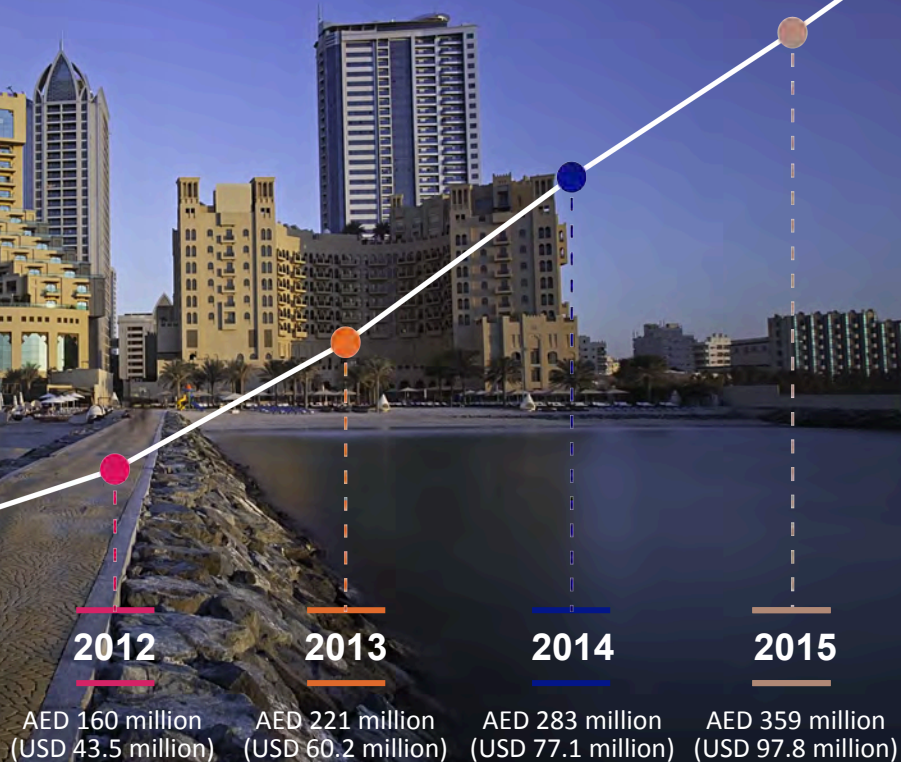 2012
2013
2014
2015
AED 160 million
(USD 43.5 million)
AED 221 million
(USD 60.2 million)
AED 283 million
(USD 77.1 million)
AED 359 million
(USD 97.8 million)